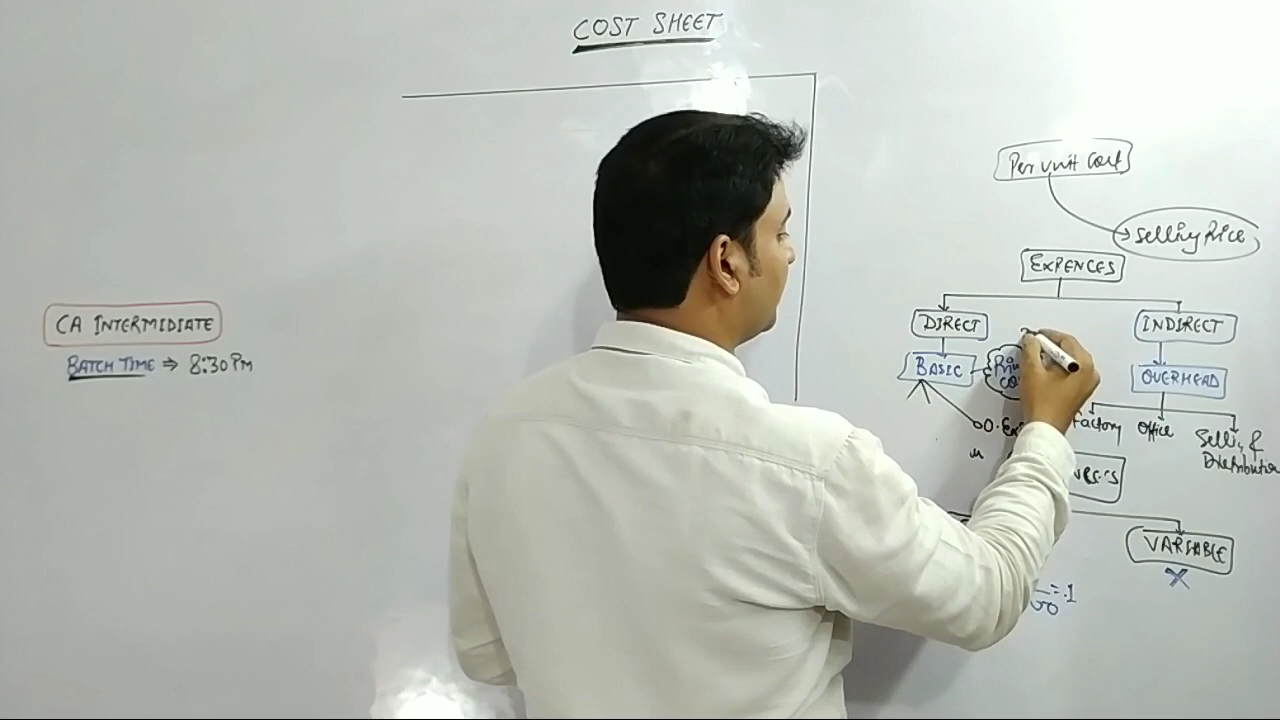 COST SHEET
Per unit Cost
Selling Price
EXPENCES
DIRECT
INDIRECT
CA INTERMIDIATE
BATCH TIME ⇒ 8:30 PM
BASIC
OVERHEAD
Factory
Office
Selling &
Distribution
VARIABLE
X